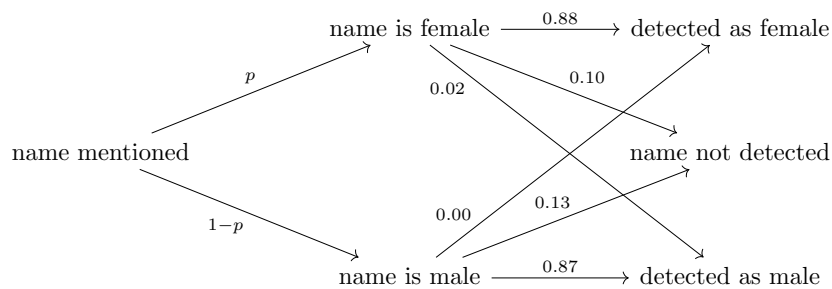 name is female
0.88
detected as female
p
0.10
0.02
name mentioned
name not detected
0.00
0.13
1−p
name is male
0.87
detected as male